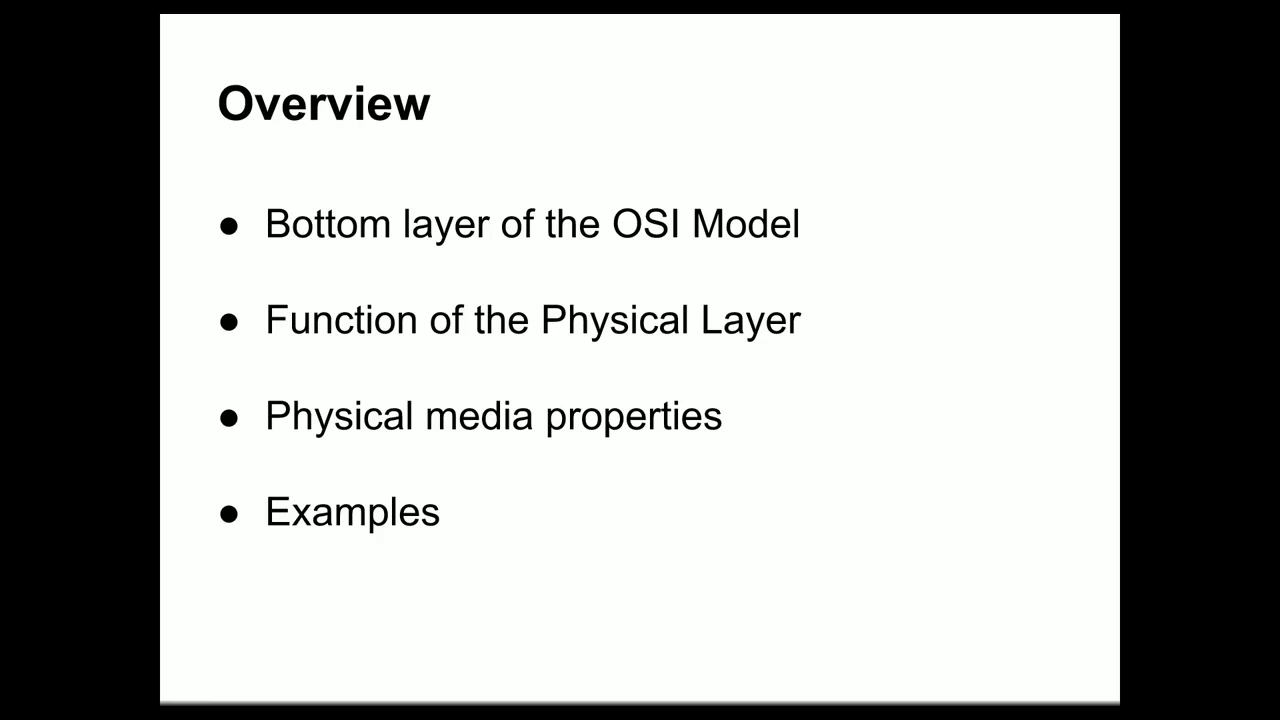 Overview
● Bottom layer of the OSI Model
● Function of the Physical Layer
● Physical media properties
● Examples